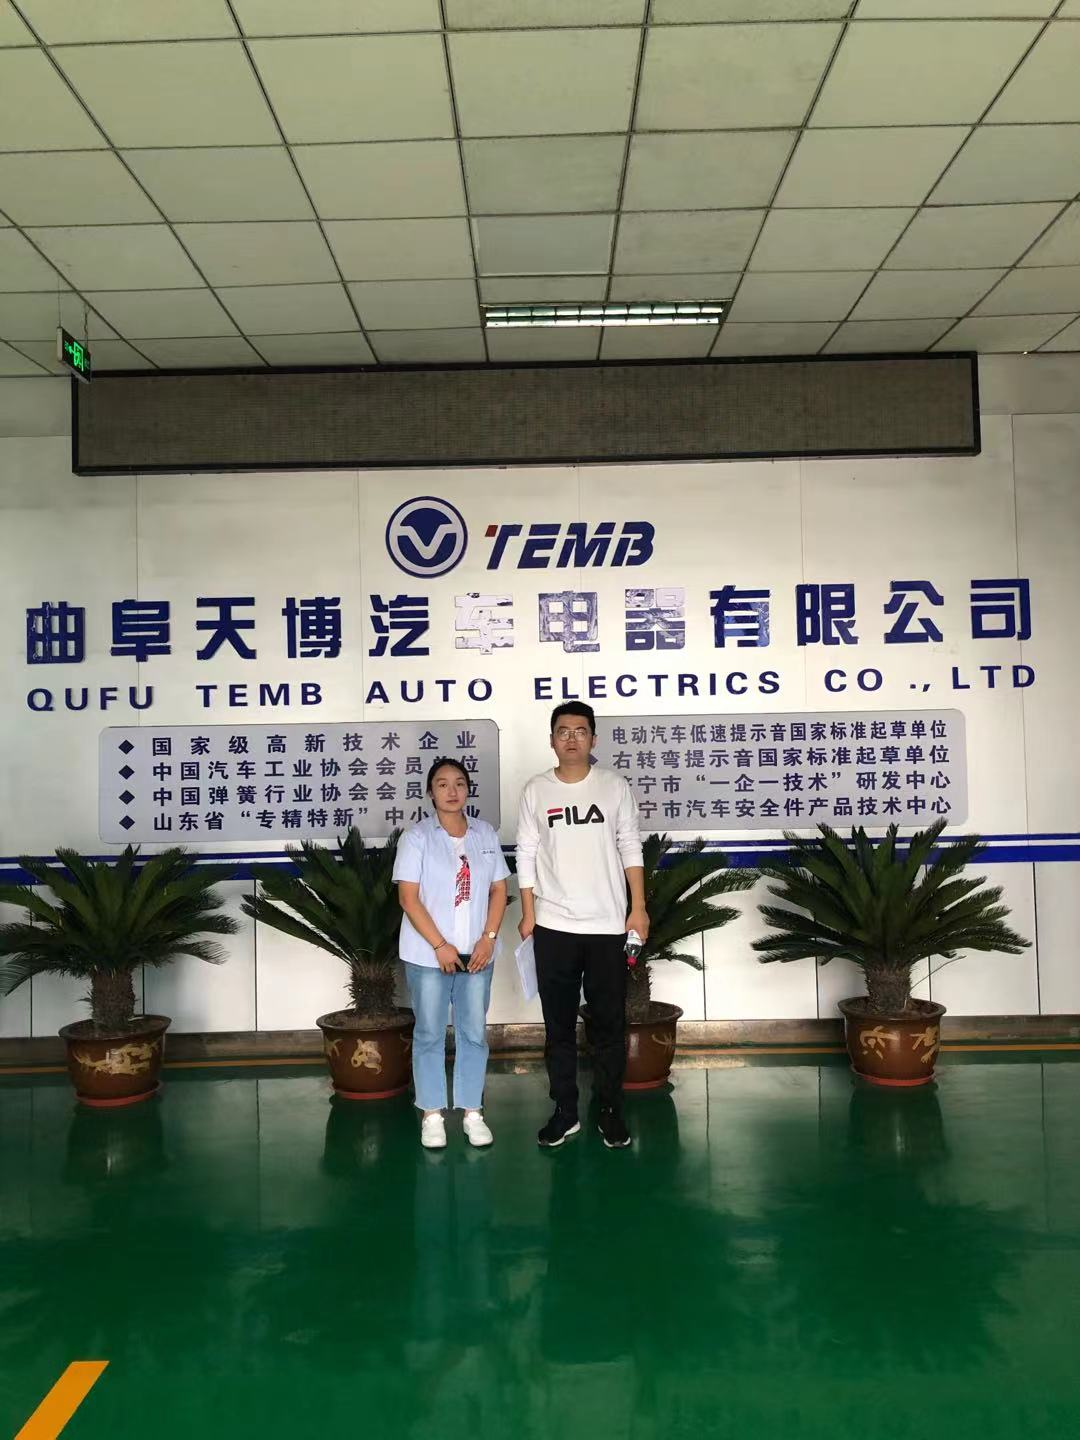 TEMB
曲阜天博汽车电器有限公司
QUFU TEMB AUTO ELECTRICS CO ., LTD
◆ 国家级高新技术企业
◆ 中国汽车工业协会会员单位
◆ 中国弹簧行业协会会员 位
◆ 山东省“专精特新”中小 业
电动汽车低速提示音国家标准起草单位
◆ 右转弯提示音国家标准起草单位
宁市“一企一技术”研发中心
宁市汽车安全件产品技术中心
FILA